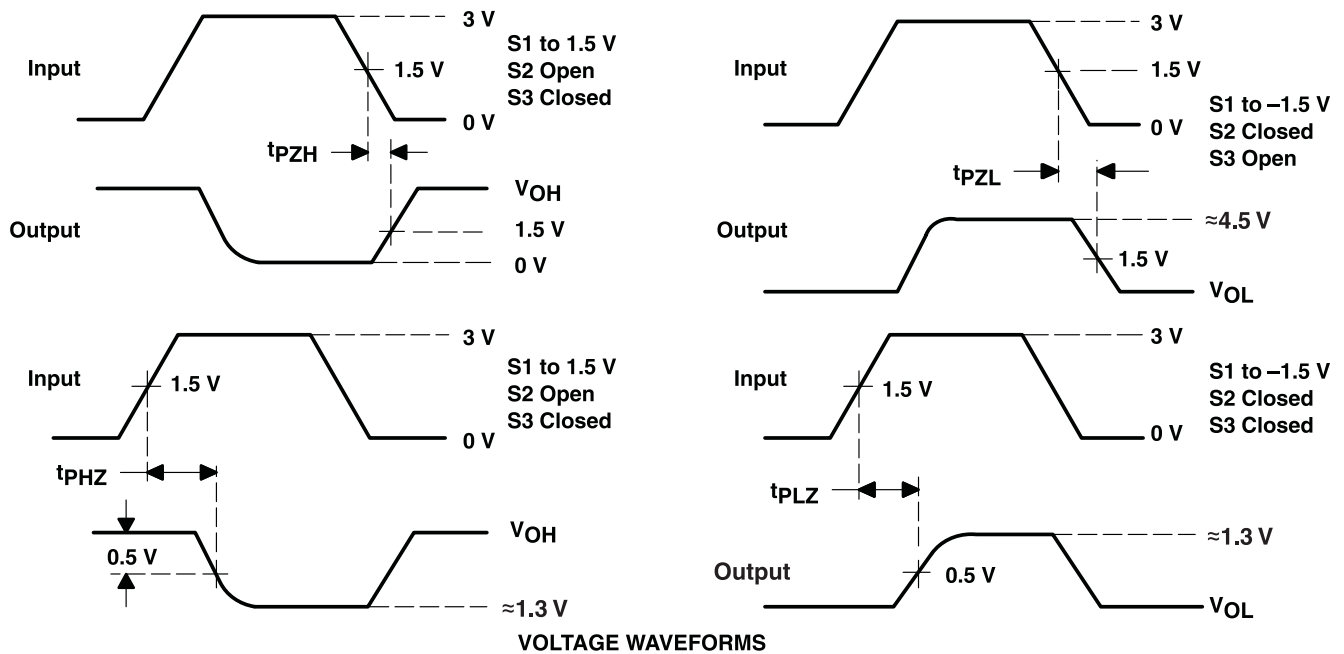 Input
3 V
1.5 V
0 V
S1 to 1.5 V
S2 Open
S3 Closed
tPZH
Output
VOH
1.5 V
0 V
Input
3 V
1.5 V
0 V
S1 to –1.5 V
S2 Closed
S3 Open
tPZL
Output
≈4.5 V
1.5 V
VOL
Input
3 V
1.5 V
0 V
S1 to 1.5 V
S2 Open
S3 Closed
tPHZ
VOH
0.5 V
≈1.3 V
Input
3 V
1.5 V
0 V
S1 to –1.5 V
S2 Closed
S3 Closed
tPLZ
Output
≈1.3 V
0.5 V
VOL
VOLTAGE WAVEFORMS